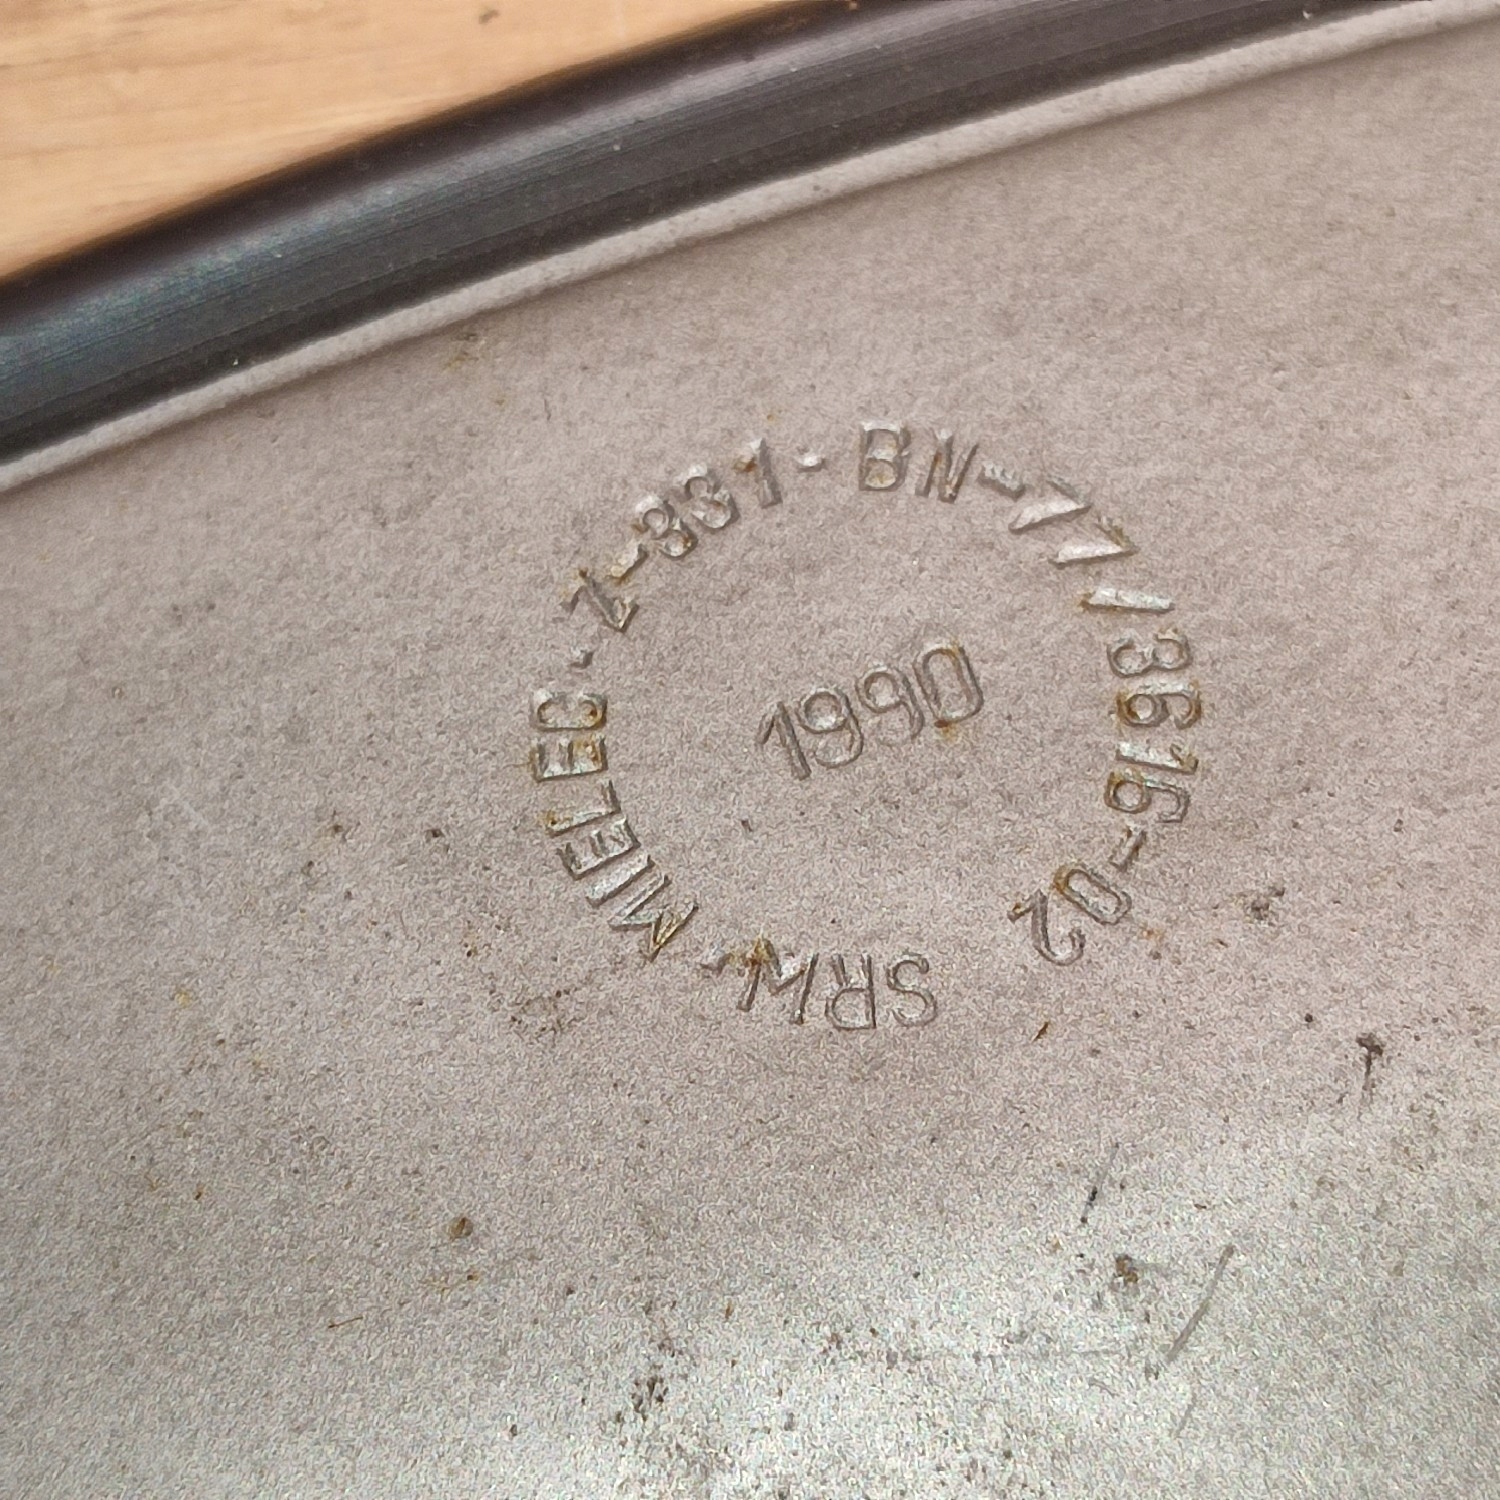 SRW - MIELEC · Z-331 · BN-77/3616-02
1990